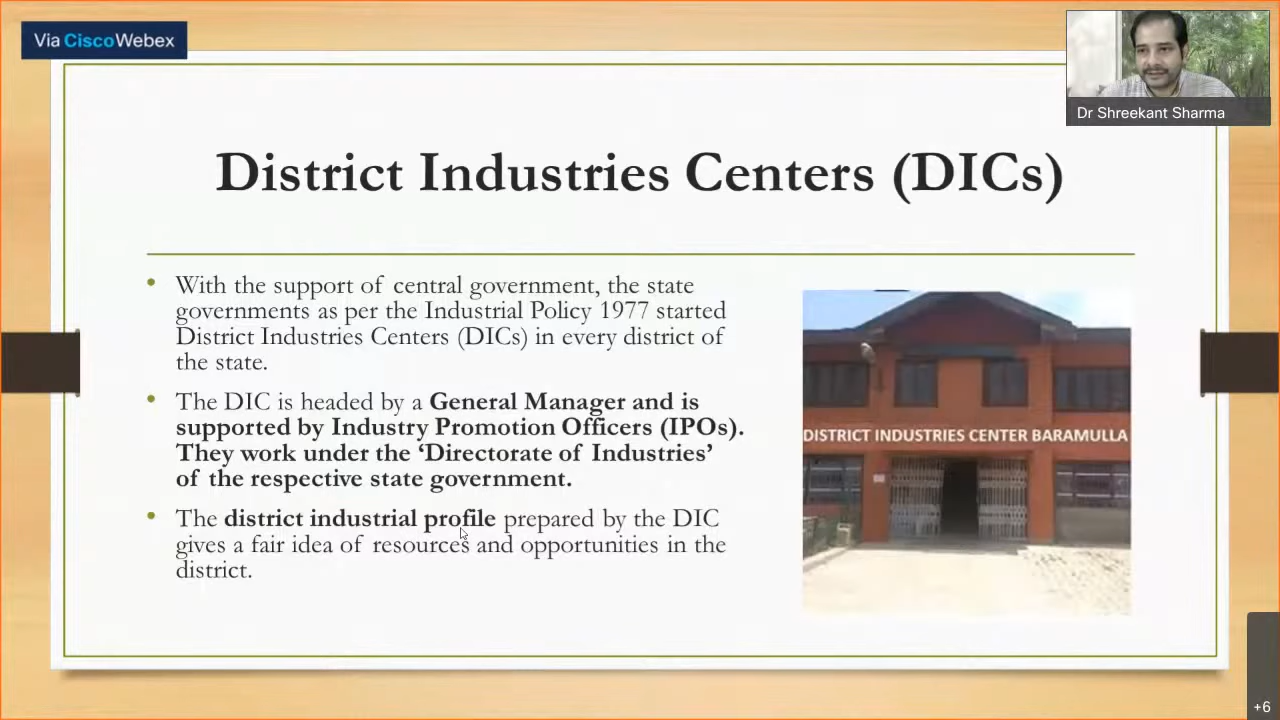 Via CiscoWebex
Dr Shreekant Sharma
District Industries Centers (DICs)
• With the support of central government, the state
governments as per the Industrial Policy 1977 started
District Industries Centers (DICs) in every district of
the state.
• The DIC is headed by a General Manager and is
supported by Industry Promotion Officers (IPOs).
They work under the ‘Directorate of Industries’
of the respective state government.
• The district industrial profile prepared by the DIC
gives a fair idea of resources and opportunities in the
district.
DISTRICT INDUSTRIES CENTER BARAMULLA
+6